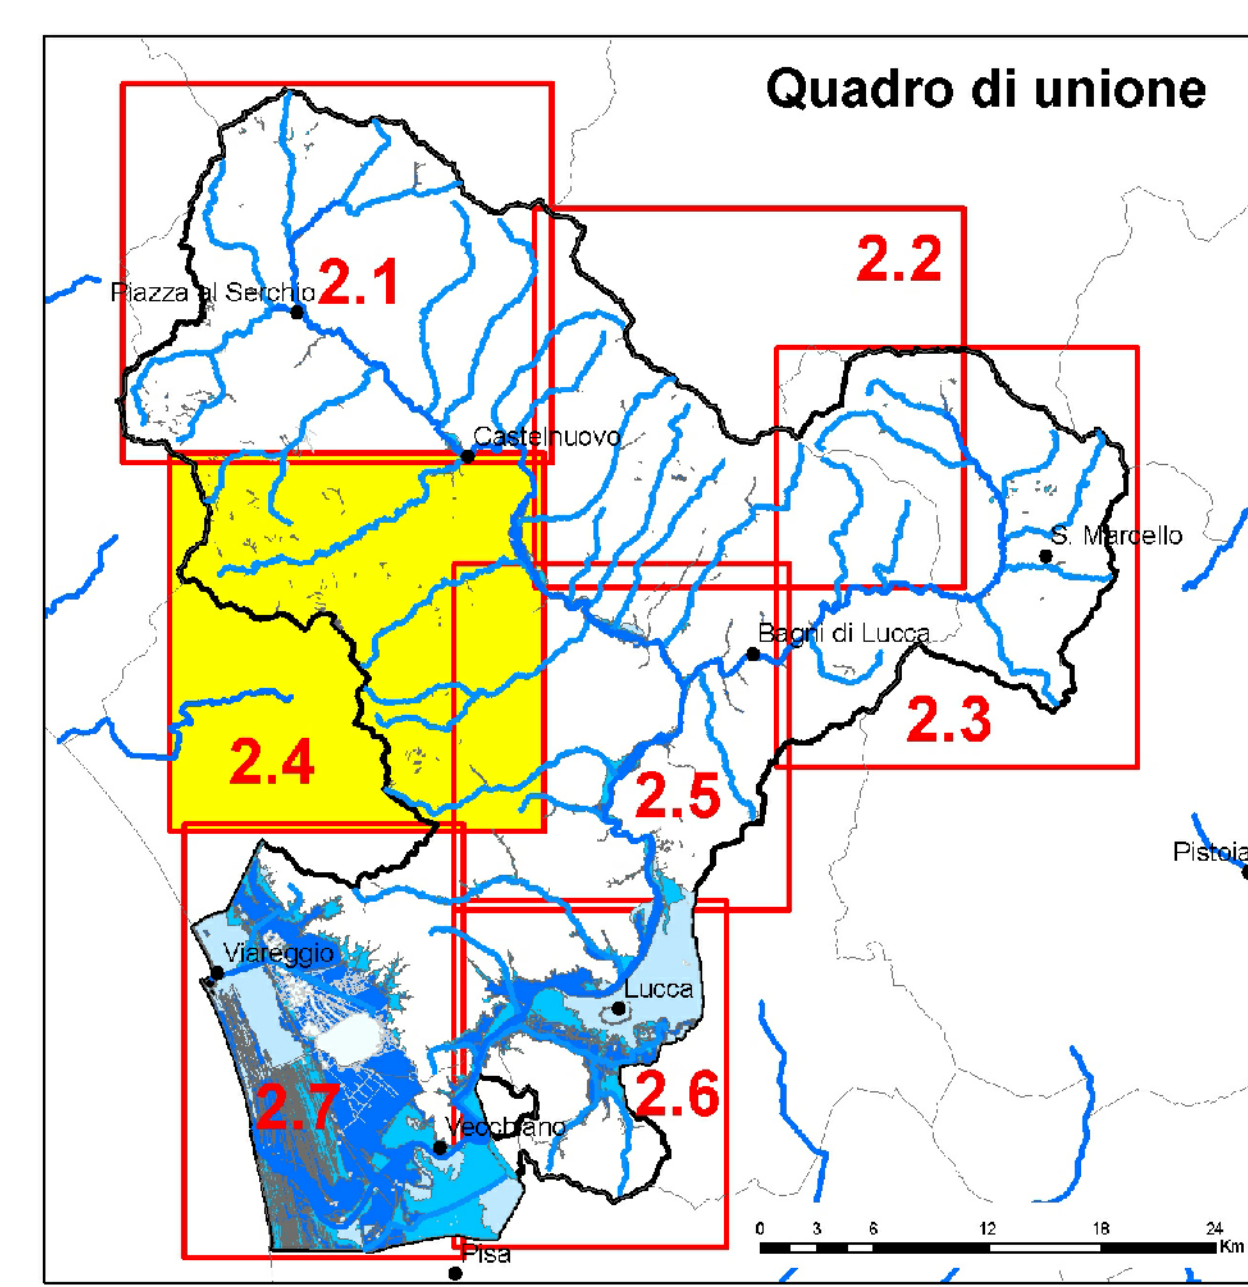 Quadro di unione
2.2
2.1
Piazza al Serchio
Castelnuovo
S. Marcello
Bagni di Lucca
2.3
2.4
2.5
Pistoia
Viareggio
Lucca
2.7
2.6
Vecchiano
0 3 6 12 18 24
Km
Pisa